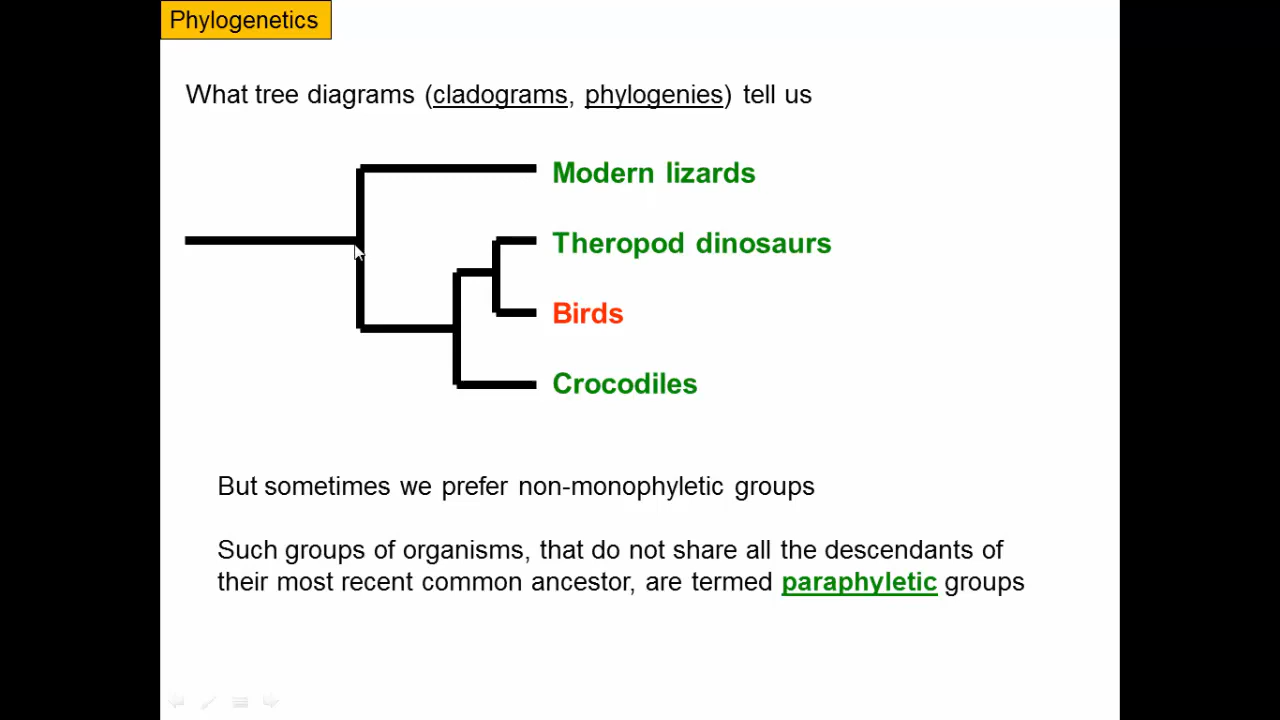 Phylogenetics
What tree diagrams (cladograms, phylogenies) tell us
Modern lizards
Theropod dinosaurs
Birds
Crocodiles
But sometimes we prefer non-monophyletic groups
Such groups of organisms, that do not share all the descendants of
their most recent common ancestor, are termed paraphyletic groups